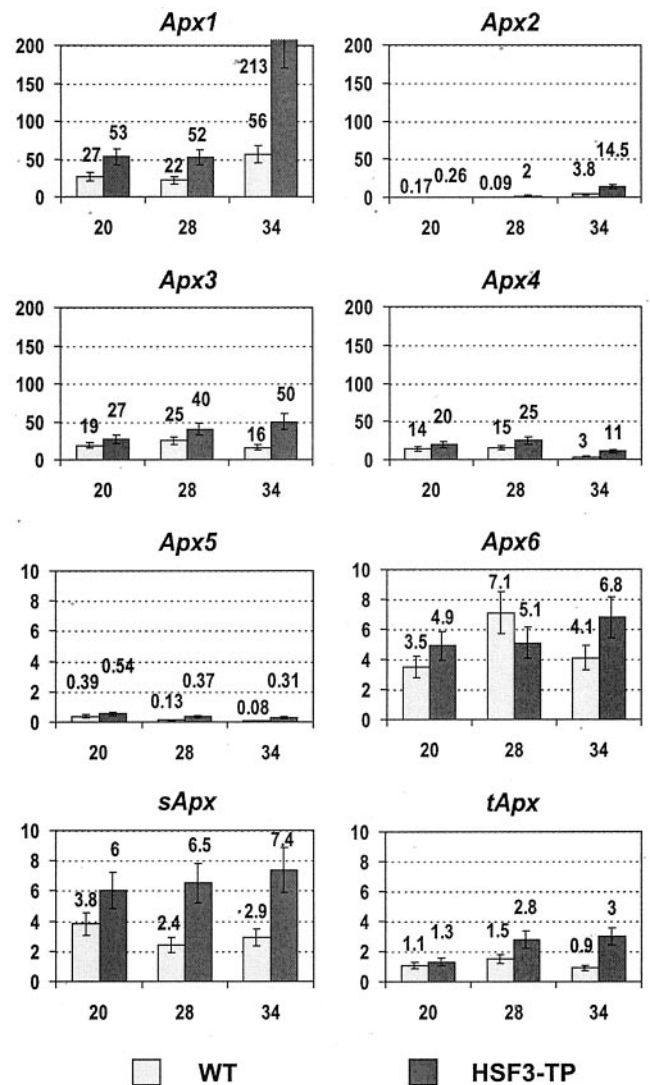 Apx1 Apx2
200 200
150 213 150
100 100
50 27 53 22 52 56 50 0.17 0.26 0.09 2 3.8 14.5
0 0
20 28 34 20 28 34
Apx3 Apx4
200 200
150 150
100 100
50 19 27 25 40 16 50 50 14 20 15 25 3 11
0 0
20 28 34 20 28 34
Apx5 Apx6
10 10
8 8 7.1 6.8
6 6 3.5 4.9 5.1 4.1
4 4
2 0.39 0.54 0.13 0.37 0.08 0.31 2
0 0
20 28 34 20 28 34
sApx tApx
10 10
8 6 6.5 7.4 8
6 6
4 3.8 2.4 2.9 4
2 2 1.1 1.3 1.5 2.8 0.9 3
0 0
20 28 34 20 28 34
WT HSF3-TP